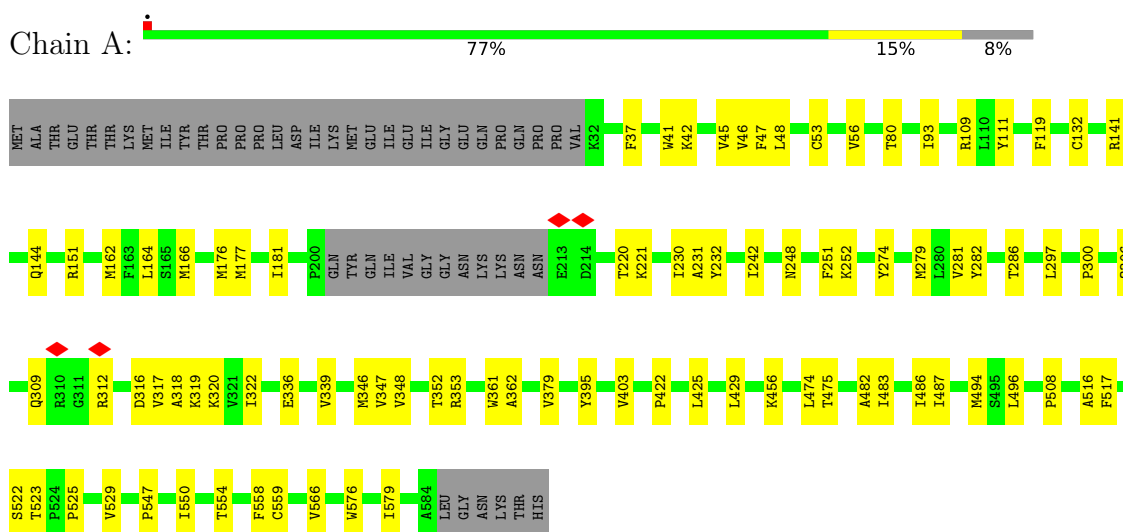 Chain A:
77% 15% 8%
MET ALA THR GLU THR THR LYS MET ILE TYR THR PRO PRO PRO LEU ASP ILE LYS MET GLU ILE GLU ILE GLY GLU GLU GLN PRO GLN PRO PRO VAL K32 F37 W41 K42 V45 V46 F47 L48 C53 V56 T80 I93 R109 L110 Y111 F119 C132 R141
Q144 R151 M162 F163 L164 S165 M166 M176 M177 I181 P200 GLN TYR GLN ILE VAL GLY GLY ASN LYS LYS ASN ASN E213 D214 T220 K221 I230 A231 Y232 I242 N248 F251 K252 Y274 M279 L280 V281 Y282 T286 L297 P300
Q309 R310 G311 R312 D316 V317 A318 K319 K320 V321 I322 E336 V339 M346 V347 V348 T352 R353 W361 A362 V379 Y395 V403 P422 L425 L429 K456 L474 T475 A482 I483 I486 I487 M494 S495 L496 P508 A516 F517
S522 T523 P524 P525 V529 P547 I550 T554 F558 C559 V566 W576 I579 A584 LEU GLY ASN LYS THR HIS